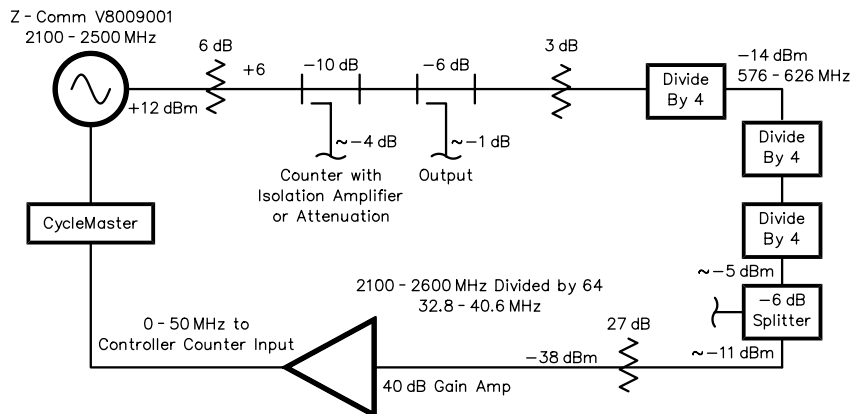 Z - Comm V8009001
2100 - 2500 MHz
6 dB
+6
+12 dBm
-10 dB
-6 dB
3 dB
~-4 dB
~-1 dB
Counter with
Isolation Amplifier
or Attenuation
Output
Divide
By 4
-14 dBm
576 - 626 MHz
Divide
By 4
Divide
By 4
~-5 dBm
-6 dB
Splitter
~-11 dBm
CycleMaster
2100 - 2600 MHz Divided by 64
32.8 - 40.6 MHz
27 dB
0 - 50 MHz to
Controller Counter Input
-38 dBm
40 dB Gain Amp